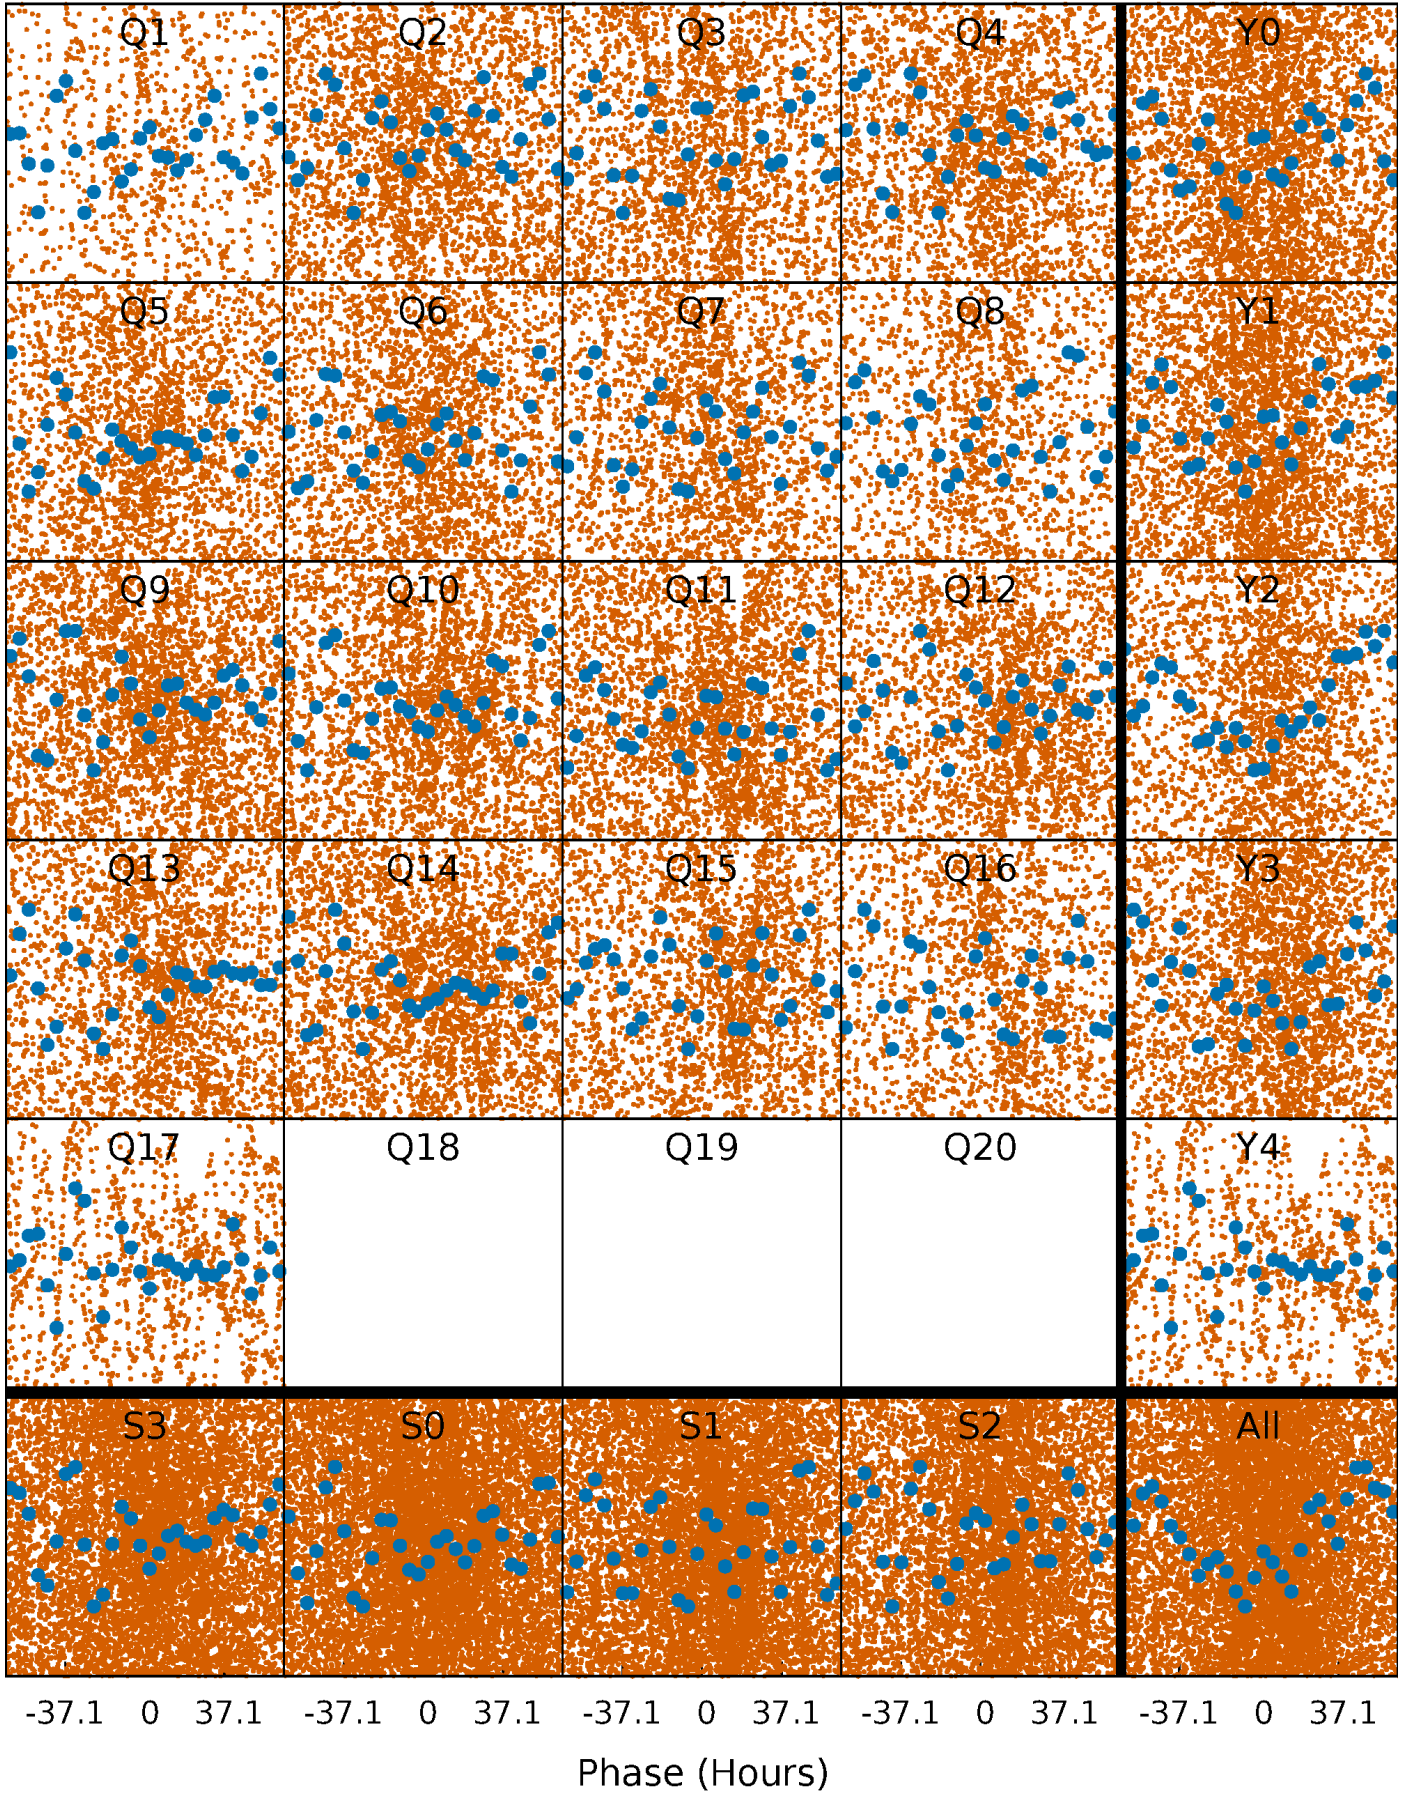 Q1 Q2 Q3 Q4 Y0
Q5 Q6 Q7 Q8 Y1
Q9 Q10 Q11 Q12 Y2
Q13 Q14 Q15 Q16 Y3
Q17 Q18 Q19 Q20 Y4
S3 S0 S1 S2 All
-37.1 0 37.1 -37.1 0 37.1 -37.1 0 37.1 -37.1 0 37.1 -37.1 0 37.1
Phase (Hours)